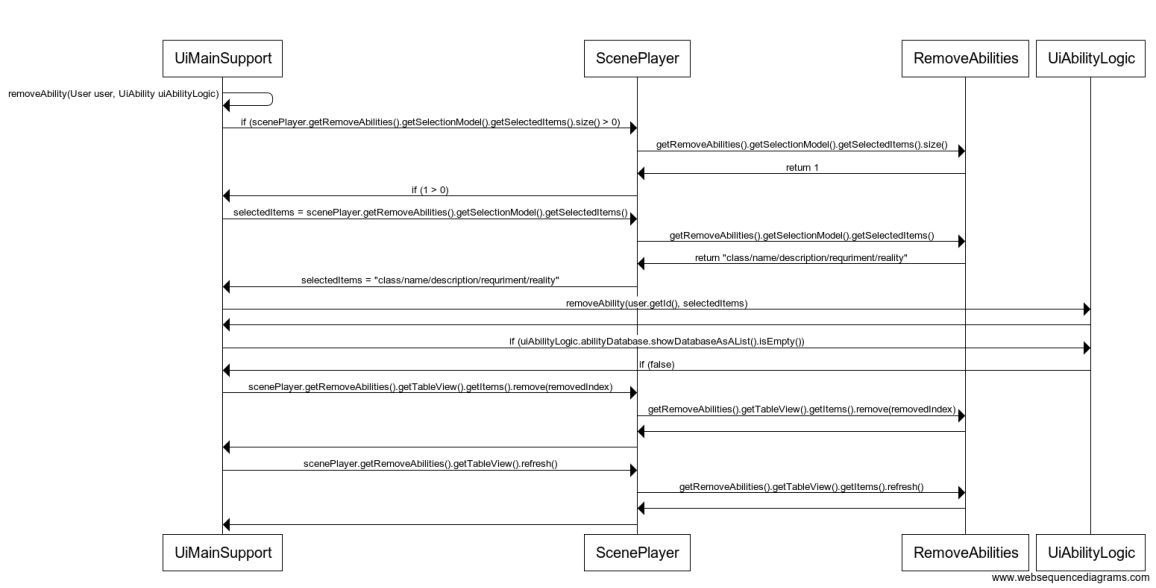 UiMainSupport
ScenePlayer
RemoveAbilities
UiAbilityLogic
removeAbility(User user, UiAbility uiAbilityLogic)
if (scenePlayer.getRemoveAbilities().getSelectionModel().getSelectedItems().size() > 0)
getRemoveAbilities().getSelectionModel().getSelectedItems().size()
return 1
if (1 > 0)
selectedItems = scenePlayer.getRemoveAbilities().getSelectionModel().getSelectedItems()
getRemoveAbilities().getSelectionModel().getSelectedItems()
return "class/name/description/requriment/reality"
selectedItems = "class/name/description/requriment/reality"
removeAbility(user.getId(), selectedItems)
if (uiAbilityLogic.abilityDatabase.showDatabaseAsAList().isEmpty())
if (false)
scenePlayer.getRemoveAbilities().getTableView().getItems().remove(removedIndex)
getRemoveAbilities().getTableView().getItems().remove(removedIndex)
scenePlayer.getRemoveAbilities().getTableView().refresh()
getRemoveAbilities().getTableView().getItems().refresh()
UiMainSupport
ScenePlayer
RemoveAbilities
UiAbilityLogic
www.websequencediagrams.com